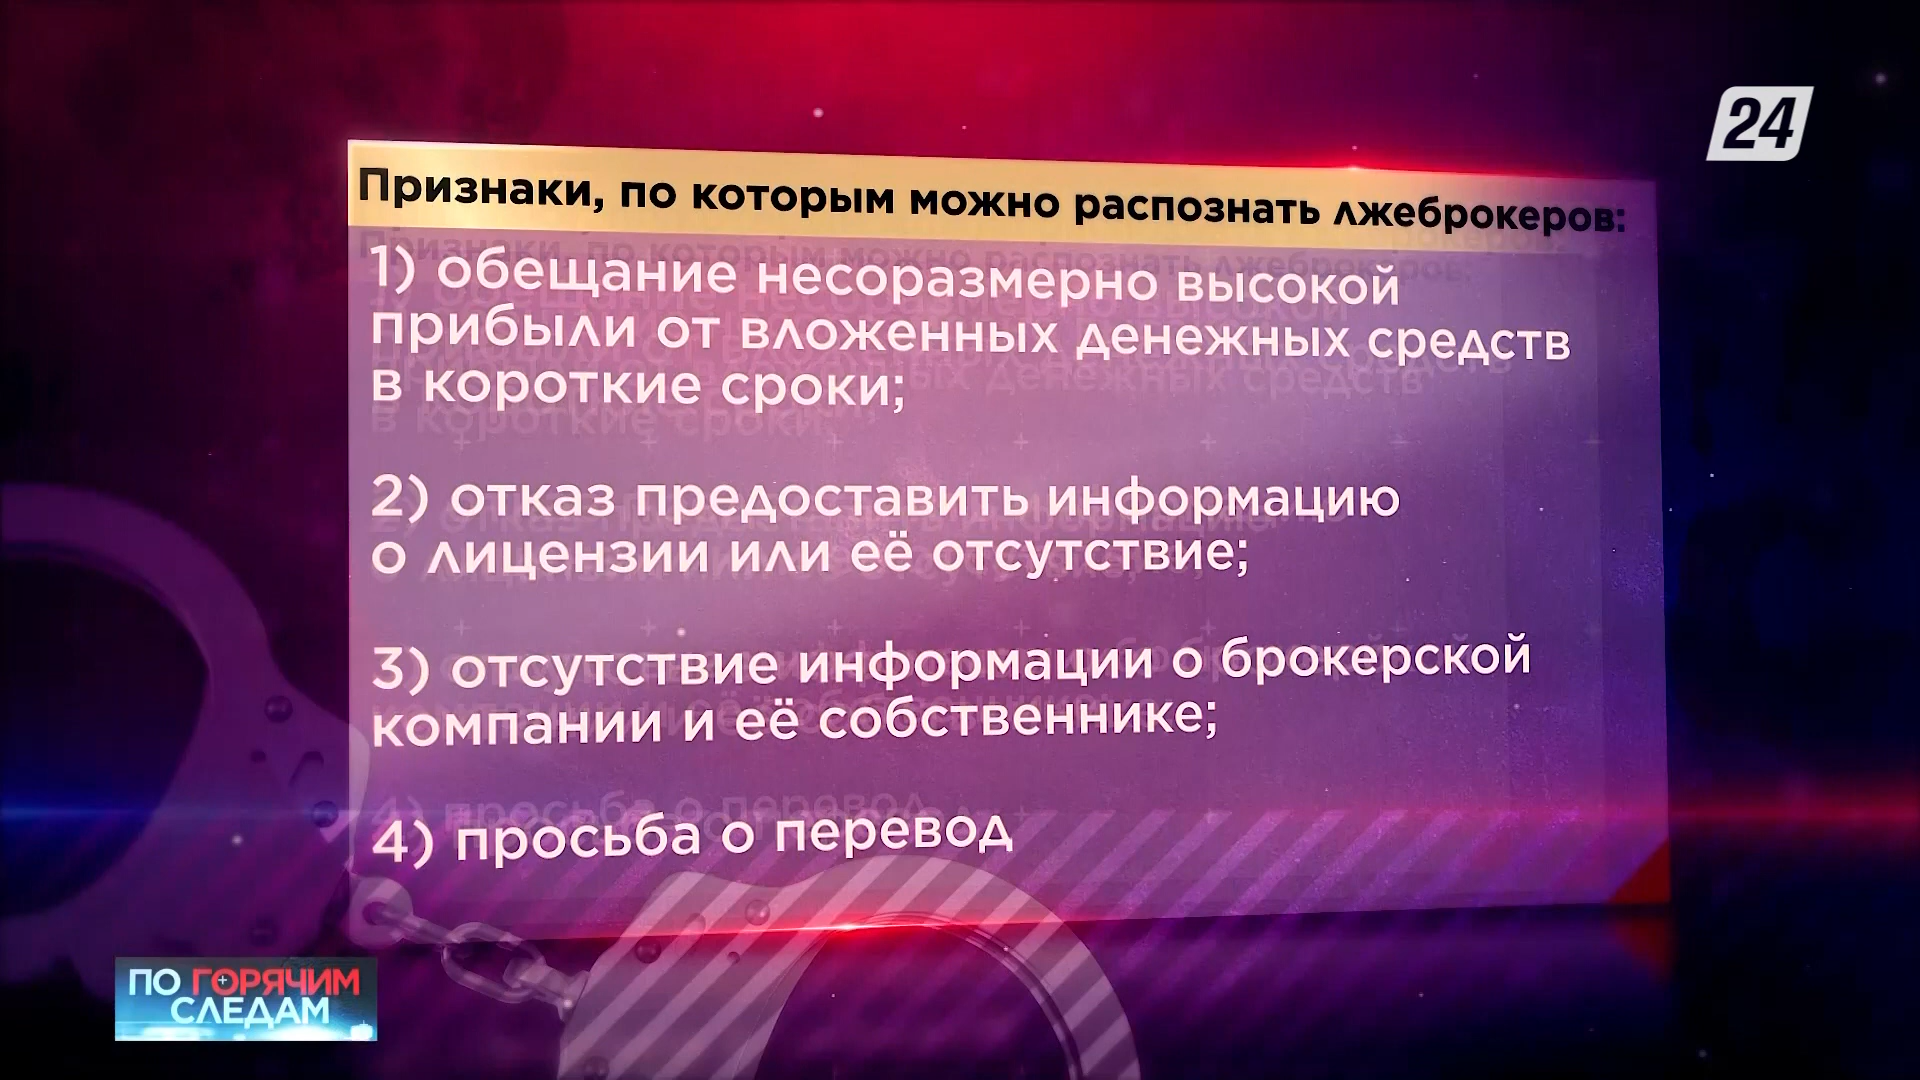 24
Признаки, по которым можно распознать лжеброкеров:
1) обещание несоразмерно высокой
прибыли от вложенных денежных средств
в короткие сроки;
2) отказ предоставить информацию
о лицензии или её отсутствие;
3) отсутствие информации о брокерской
компании и её собственнике;
4) просьба о перевод
ПО ГОРЯЧИМ
СЛЕДАМ